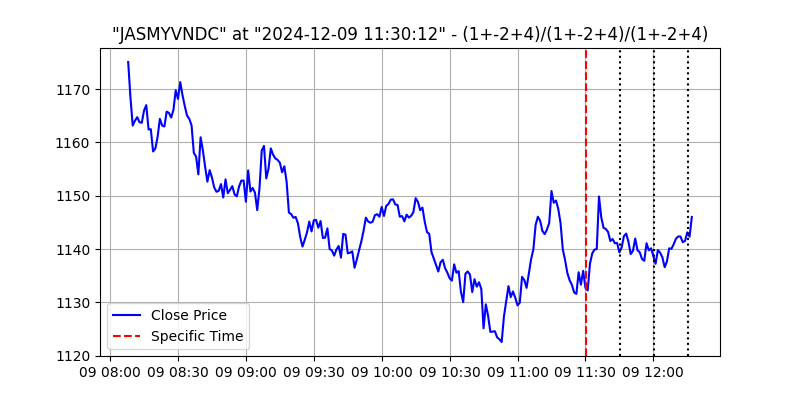 "JASMYVNDC" at "2024-12-09 11:30:12" - (1+-2+4)/(1+-2+4)/(1+-2+4)
1170
1160
1150
1140
1130
1120
Close Price
Specific Time
09 08:00 09 08:30 09 09:00 09 09:30 09 10:00 09 10:30 09 11:00 09 11:30 09 12:00